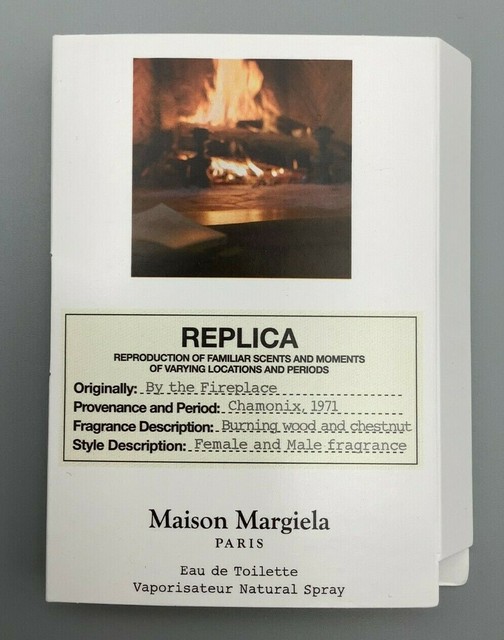 REPLICA
REPRODUCTION OF FAMILIAR SCENTS AND MOMENTS
OF VARYING LOCATIONS AND PERIODS
Originally: By the Fireplace
Provenance and Period: Chamonix, 1971
Fragrance Description: Burning wood and chestnut
Style Description: Female and Male fragrance
Maison Margiela
PARIS
Eau de Toilette
Vaporisateur Natural Spray